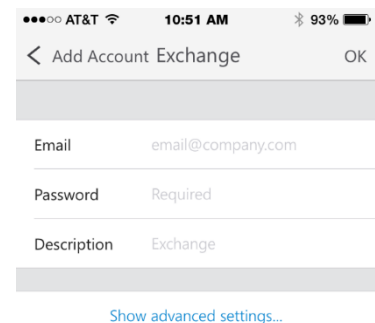 AT&T 10:51 AM 93%
Add Account Exchange OK
Email email@company.com
Password Required
Description Exchange
Show advanced settings...